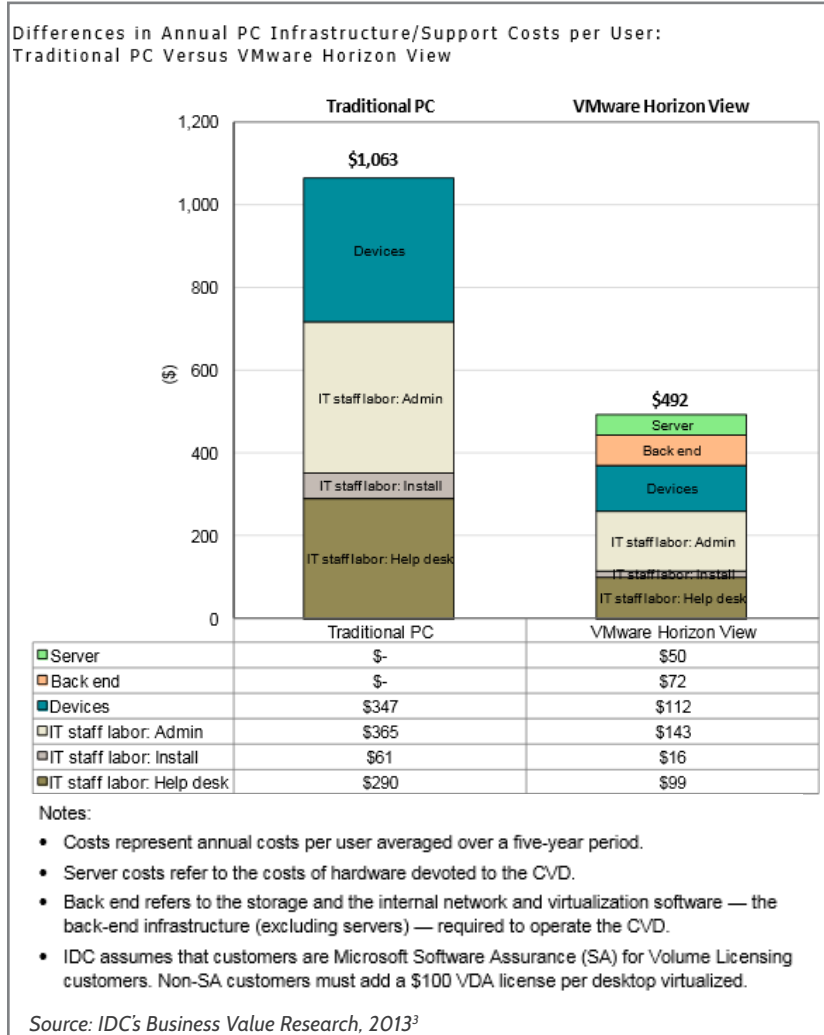 Differences in Annual PC Infrastructure/Support Costs per User:
Traditional PC Versus VMware Horizon View
Traditional PC VMware Horizon View
1,200
$1,063
1,000
Devices
800
($)
600
IT staff labor: Admin
$492
Server
400
Back end
IT staff labor: Install
Devices
200
IT staff labor: Admin
IT staff labor: Help desk
IT staff labor: Install
IT staff labor: Help desk
0
Traditional PC VMware Horizon View
Server $- $50
Back end $- $72
Devices $347 $112
IT staff labor: Admin $365 $143
IT staff labor: Install $61 $16
IT staff labor: Help desk $290 $99
Notes:
• Costs represent annual costs per user averaged over a five-year period.
• Server costs refer to the costs of hardware devoted to the CVD.
• Back end refers to the storage and the internal network and virtualization software — the
back-end infrastructure (excluding servers) — required to operate the CVD.
• IDC assumes that customers are Microsoft Software Assurance (SA) for Volume Licensing
customers. Non-SA customers must add a $100 VDA license per desktop virtualized.
Source: IDC's Business Value Research, 2013³